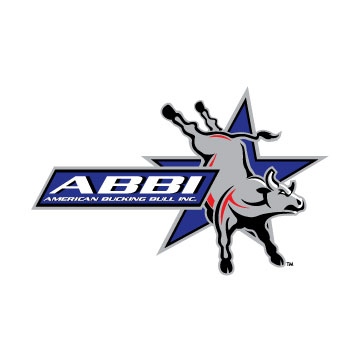 ABBI
AMERICAN BUCKING BULL INC.
TM